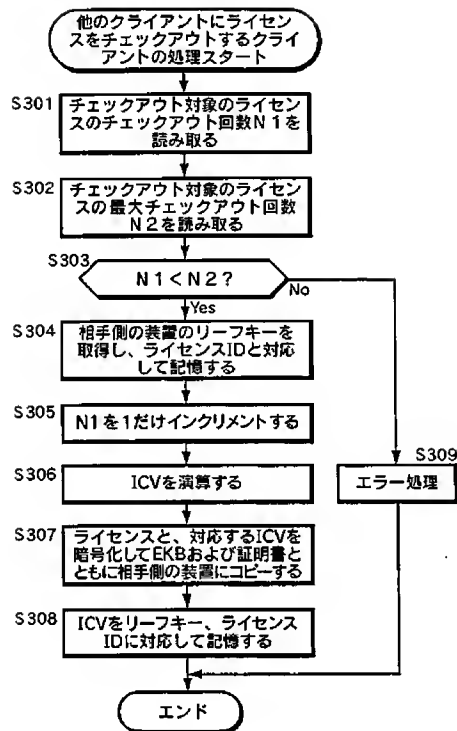 他のクライアントにライセン
スをチェックアウトするクライ
アントの処理スタート
S301
チェックアウト対象のライセン
スのチェックアウト回数N1を
読み取る
S302
チェックアウト対象のライセン
スの最大チェックアウト回数
N2を読み取る
S303
N1<N2?
No
Yes
S304
相手側の装置のリーフキーを
取得し、ライセンスIDと対応
して記憶する
S305
N1を1だけインクリメントする
S309
エラー処理
S306
ICVを演算する
S307
ライセンスと、対応するICVを
暗号化してEKBおよび証明書と
ともに相手側の装置にコピーする
S308
ICVをリーフキー、ライセンス
IDに対応して記憶する
エンド